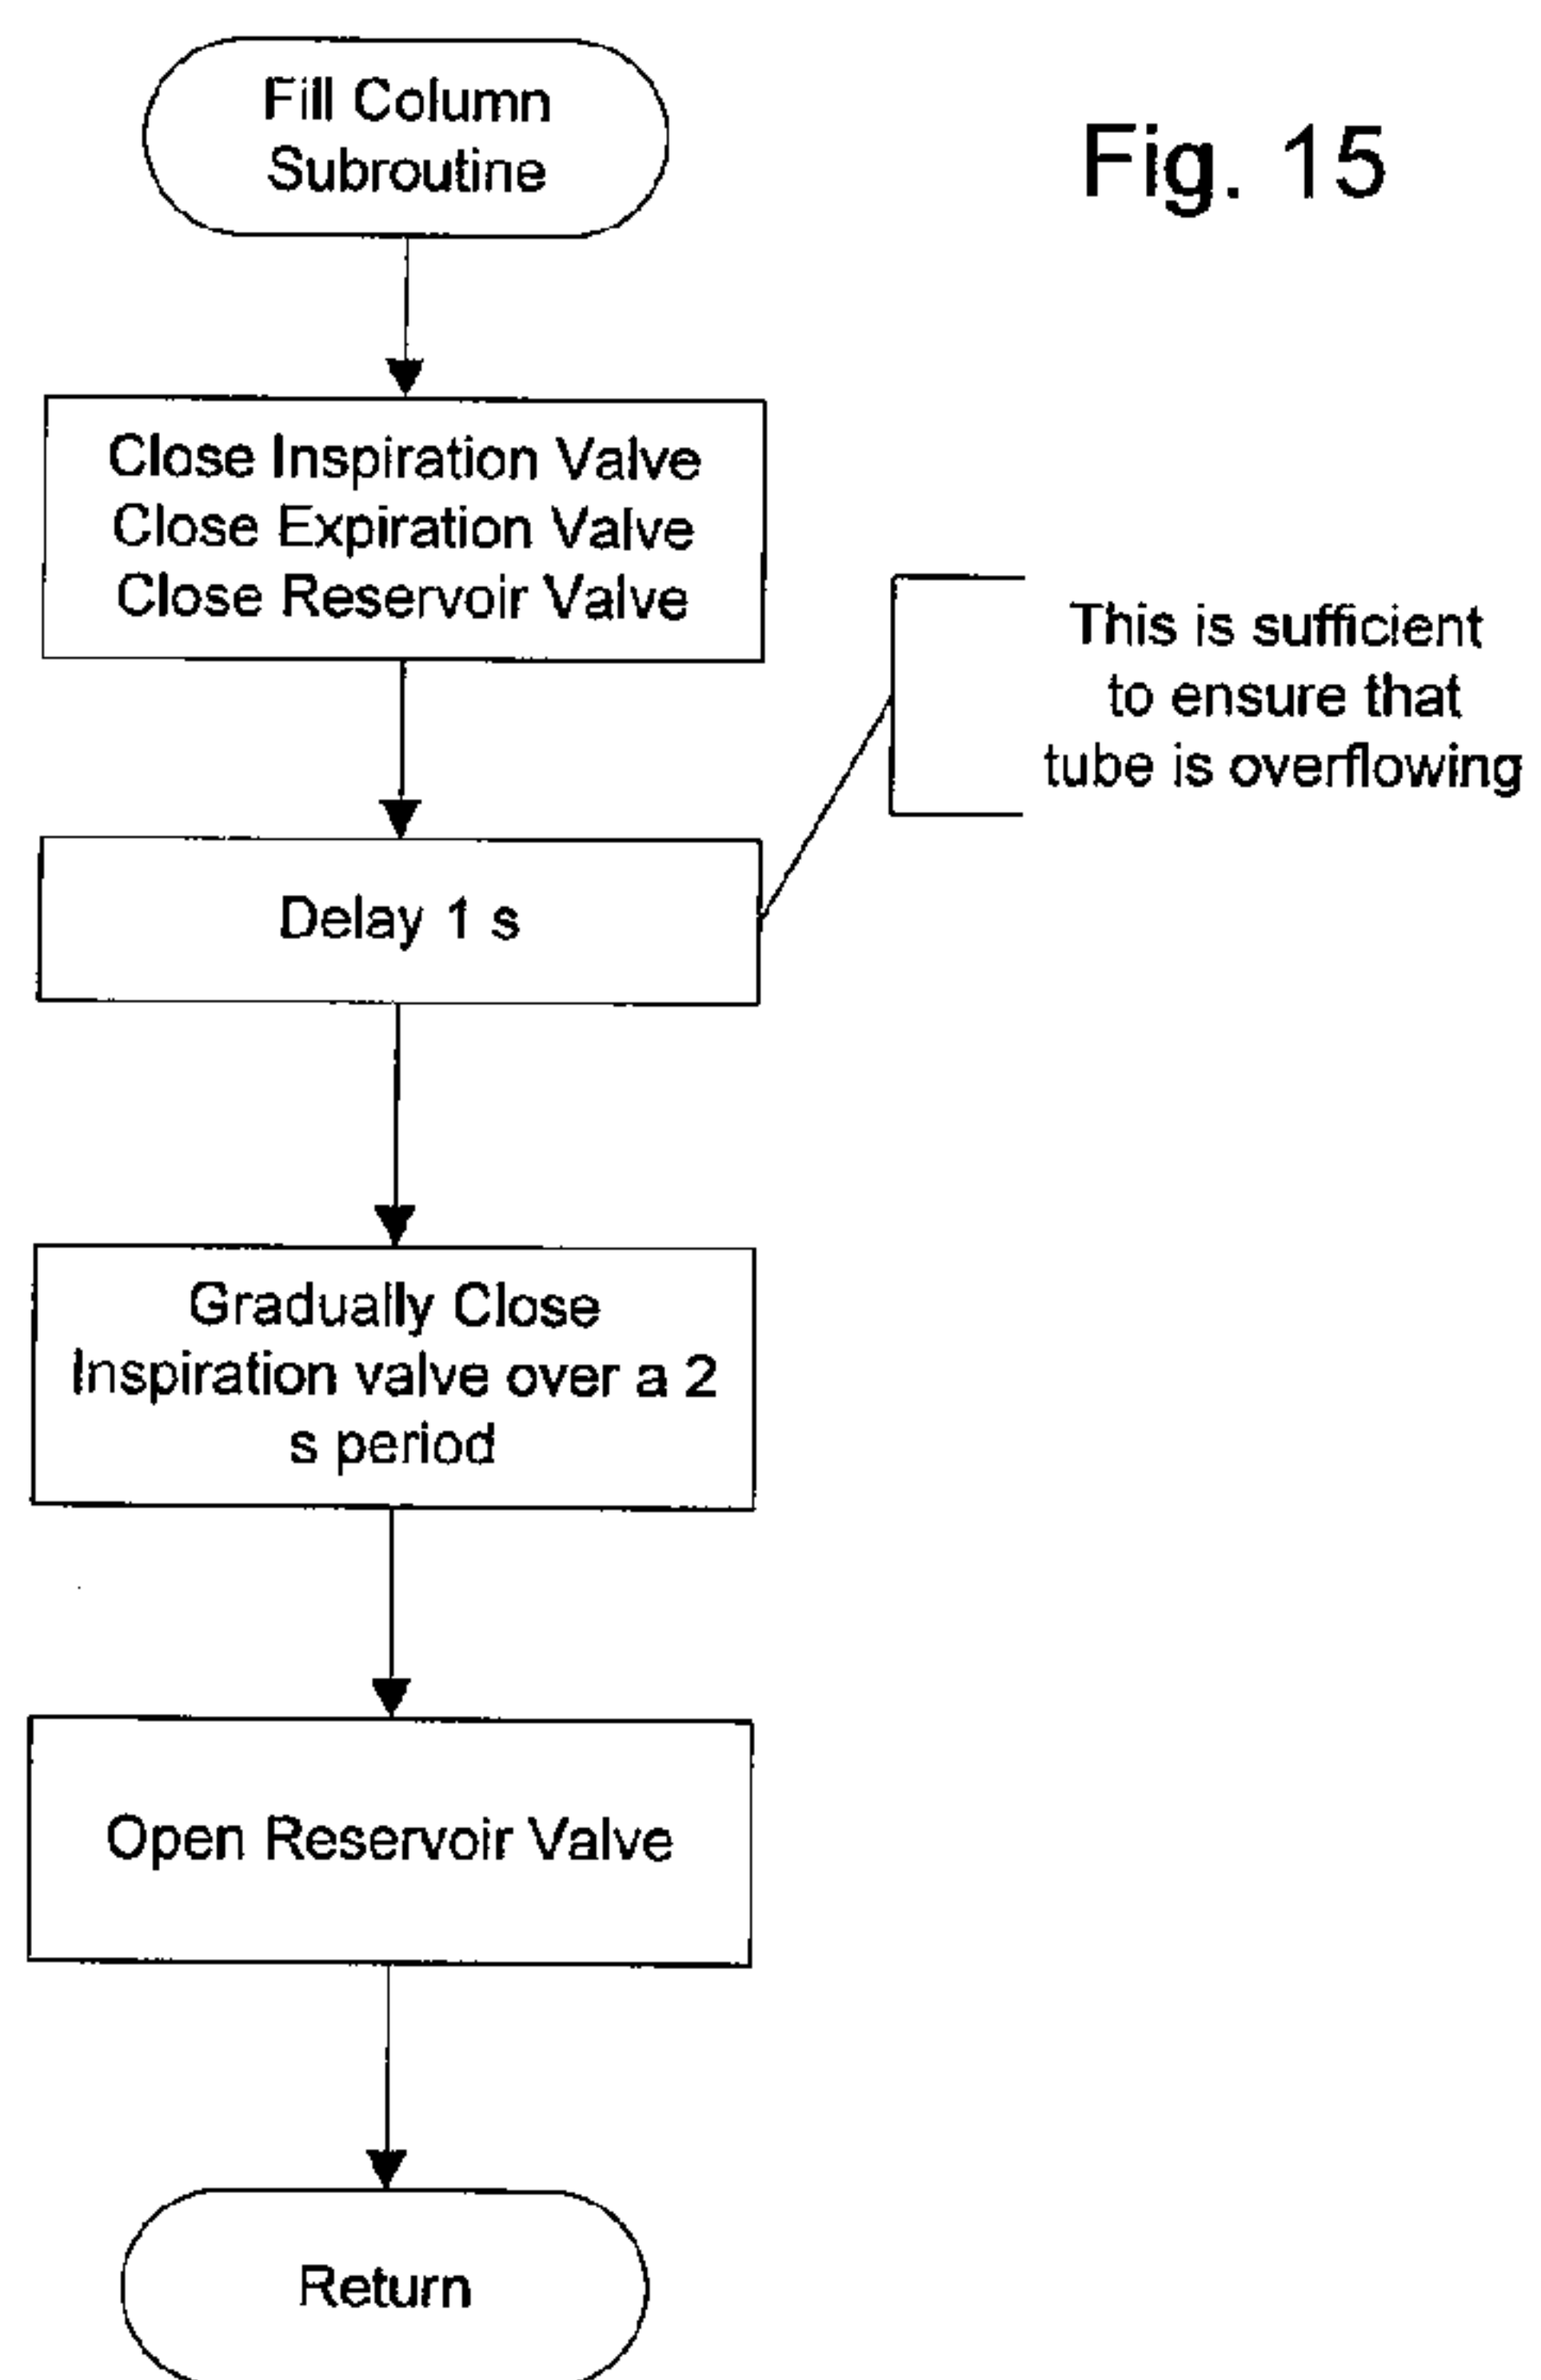 Fill Column
Subroutine
Fig. 15
Close Inspiration Valve
Close Expiration Valve
Close Reservoir Valve
This is sufficient
to ensure that
tube is overflowing
Delay 1 s
Gradually Close
Inspiration valve over a 2
s period
Open Reservoir Valve
Return